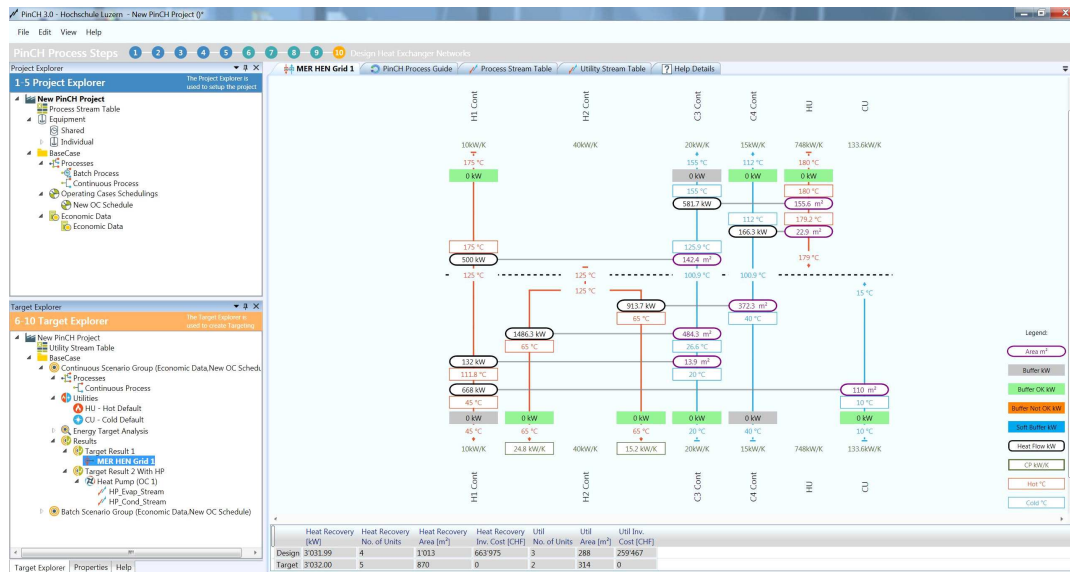 PinCH 3.0 - Hochschule Luzern - New PinCH Project ()*
File Edit View Help
PinCH Process Steps 1 2 3 4 5 6 7 8 9 10 Design Heat Exchanger Networks
Project Explorer
1-5 Project Explorer
The Project Explorer is
used to setup the project
New PinCH Project
Process Stream Table
Equipment
Shared
Individual
BaseCase
Processes
Batch Process
Continuous Process
Operating Cases Schedulings
New OC Schedule
Economic Data
Economic Data
Target Explorer
6-10 Target Explorer
The Target Explorer is
used to create Targeting
New PinCH Project
Utility Stream Table
BaseCase
Continuous Scenario Group (Economic Data,New OC Schedu
Processes
Continuous Process
Utilities
HU - Hot Default
CU - Cold Default
Energy Target Analysis
Results
Target Result 1
MER HEN Grid 1
Target Result 2 With HP
Heat Pump (OC 1)
HP_Evap_Stream
HP_Cond_Stream
Batch Scenario Group (Economic Data,New OC Schedule)
Target Explorer Properties Help
MER HEN Grid 1 PinCH Process Guide Process Stream Table Utility Stream Table Help Details
H1 Cont H2 Cont C3 Cont C4 Cont HU CU
10kW/K 40kW/K 20kW/K 15kW/K 748kW/K 133.6kW/K
175 °C 155 °C 112 °C 180 °C
0 kW 0 kW 0 kW 0 kW
155 °C 180 °C
581.7 kW 155.6 m²
112 °C 179.2 °C
166.3 kW 22.9 m²
175 °C 125.9 °C
500 kW 142.4 m² 179 °C
125 °C 125 °C 100.9 °C 100.9 °C
125 °C 15 °C
913.7 kW 372.3 m²
65 °C 40 °C
1486.3 kW 484.3 m²
65 °C 26.6 °C
132 kW 13.9 m²
111.8 °C 20 °C
668 kW 110 m²
45 °C 10 °C
0 kW 0 kW 0 kW 0 kW 0 kW 0 kW
45 °C 65 °C 65 °C 20 °C 40 °C 10 °C
10kW/K 24.8 kW/K 40kW/K 15.2 kW/K 20kW/K 15kW/K 748kW/K 133.6kW/K
H1 Cont H2 Cont C3 Cont C4 Cont HU CU
Legend:
Area m²
Buffer kW
Buffer OK kW
Buffer Not OK kW
Soft Buffer kW
Heat Flow kW
CP kW/K
Hot °C
Cold °C
Heat Recovery Heat Recovery Heat Recovery Heat Recovery Util Util Util Inv.
[kW] No. of Units Area [m²] Inv. Cost [CHF] No. of Units Area [m²] Cost [CHF]
Design 3'031.99 4 1'013 663'975 3 288 259'467
Target 3'032.00 5 870 0 2 314 0